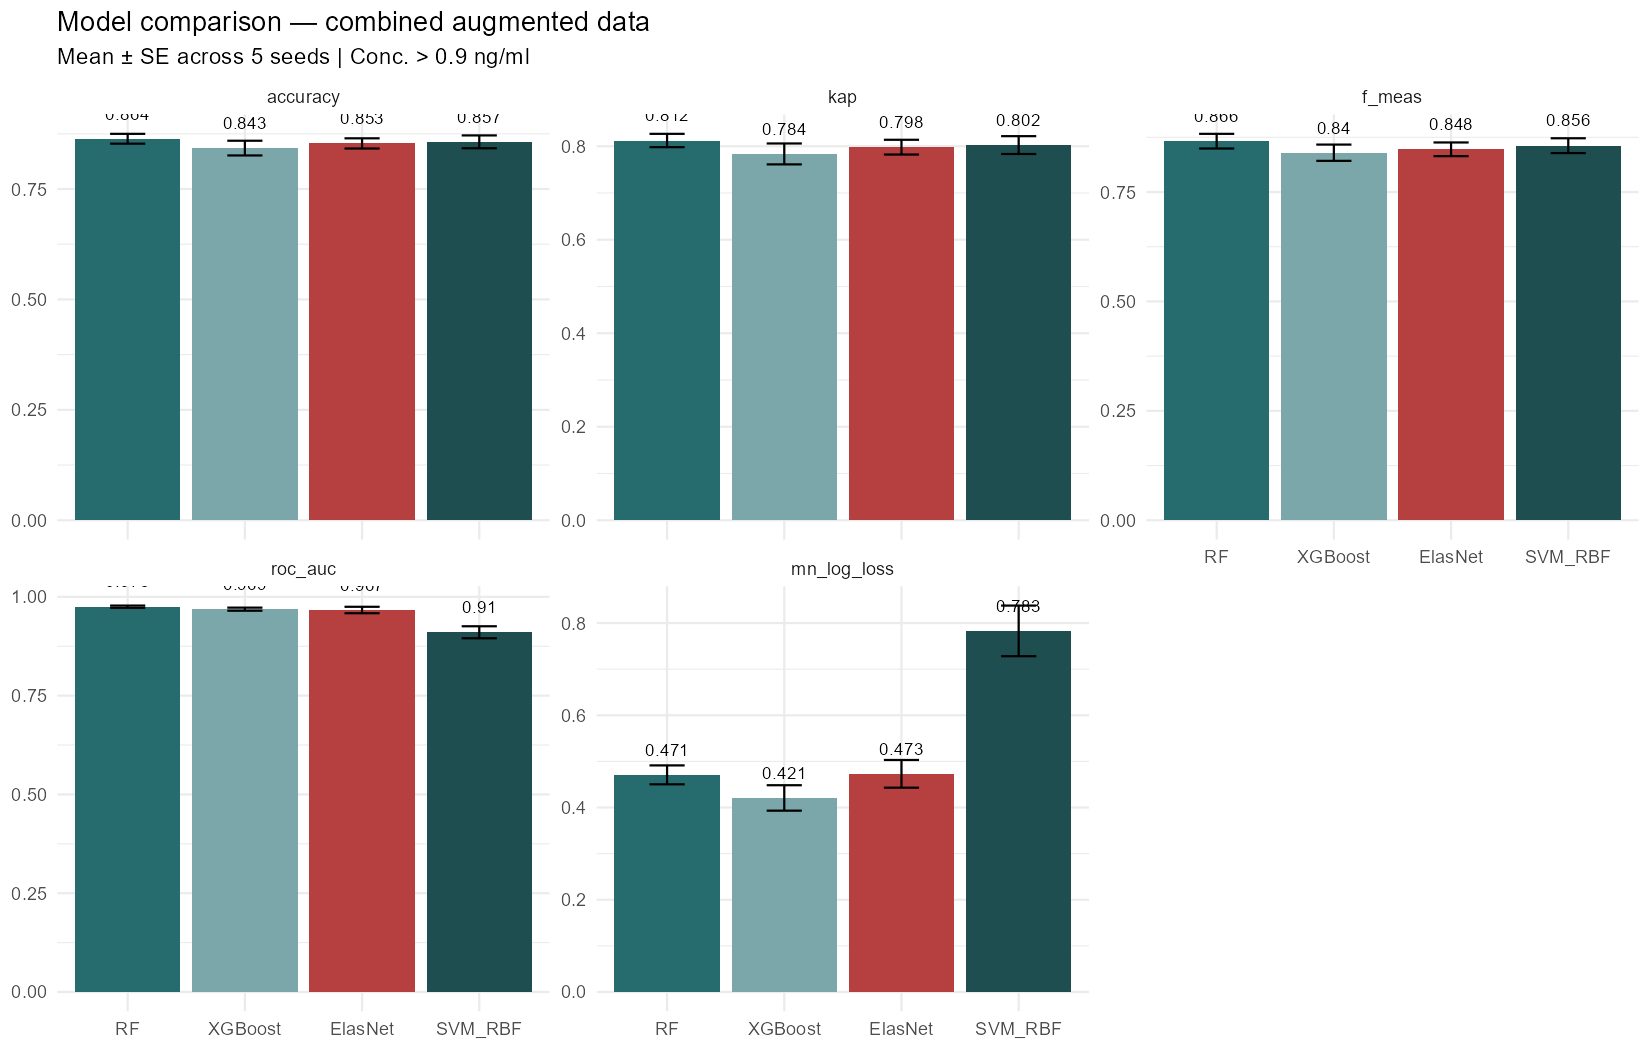 Model comparison — combined augmented data
Mean ± SE across 5 seeds | Conc. > 0.9 ng/ml
accuracy
kap
f_meas
0.864
0.843
0.853
0.857
0.812
0.784
0.798
0.802
0.866
0.84
0.848
0.856
0.75
0.50
0.25
0.00
0.8
0.6
0.4
0.2
0.0
0.75
0.50
0.25
0.00
RF
XGBoost
ElasNet
SVM_RBF
roc_auc
mn_log_loss
0.967
0.91
0.471
0.421
0.473
0.783
1.00
0.75
0.50
0.25
0.00
0.8
0.6
0.4
0.2
0.0
RF
XGBoost
ElasNet
SVM_RBF
RF
XGBoost
ElasNet
SVM_RBF